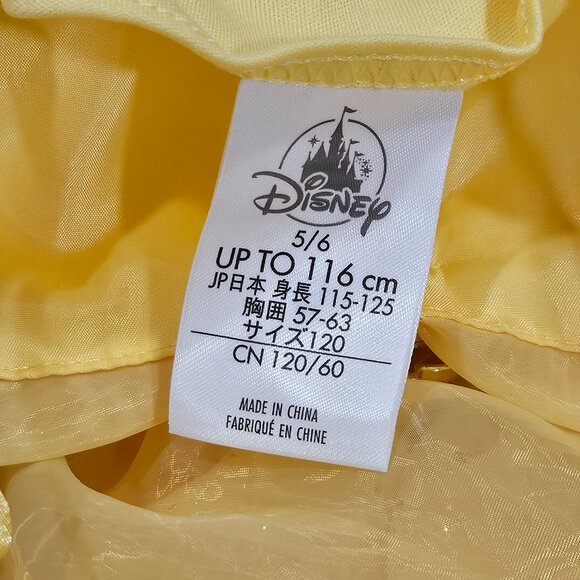 DISNEY
5/6
UP TO 116 cm
JP日本 身長 115-125
胸囲 57-63
サイズ120
CN 120/60
MADE IN CHINA
FABRIQUÉ EN CHINE